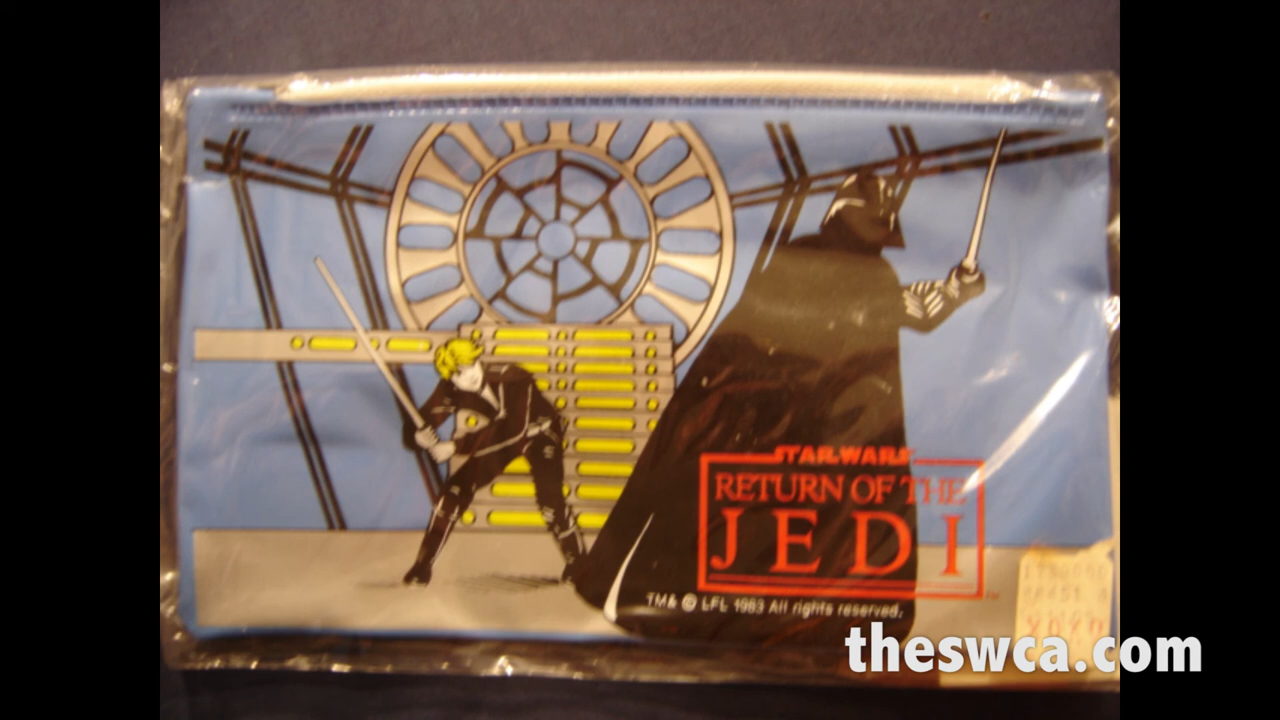 STAR WARS
RETURN OF THE
JEDI
TM& © LFL 1983 All rights reserved.
theswca.com